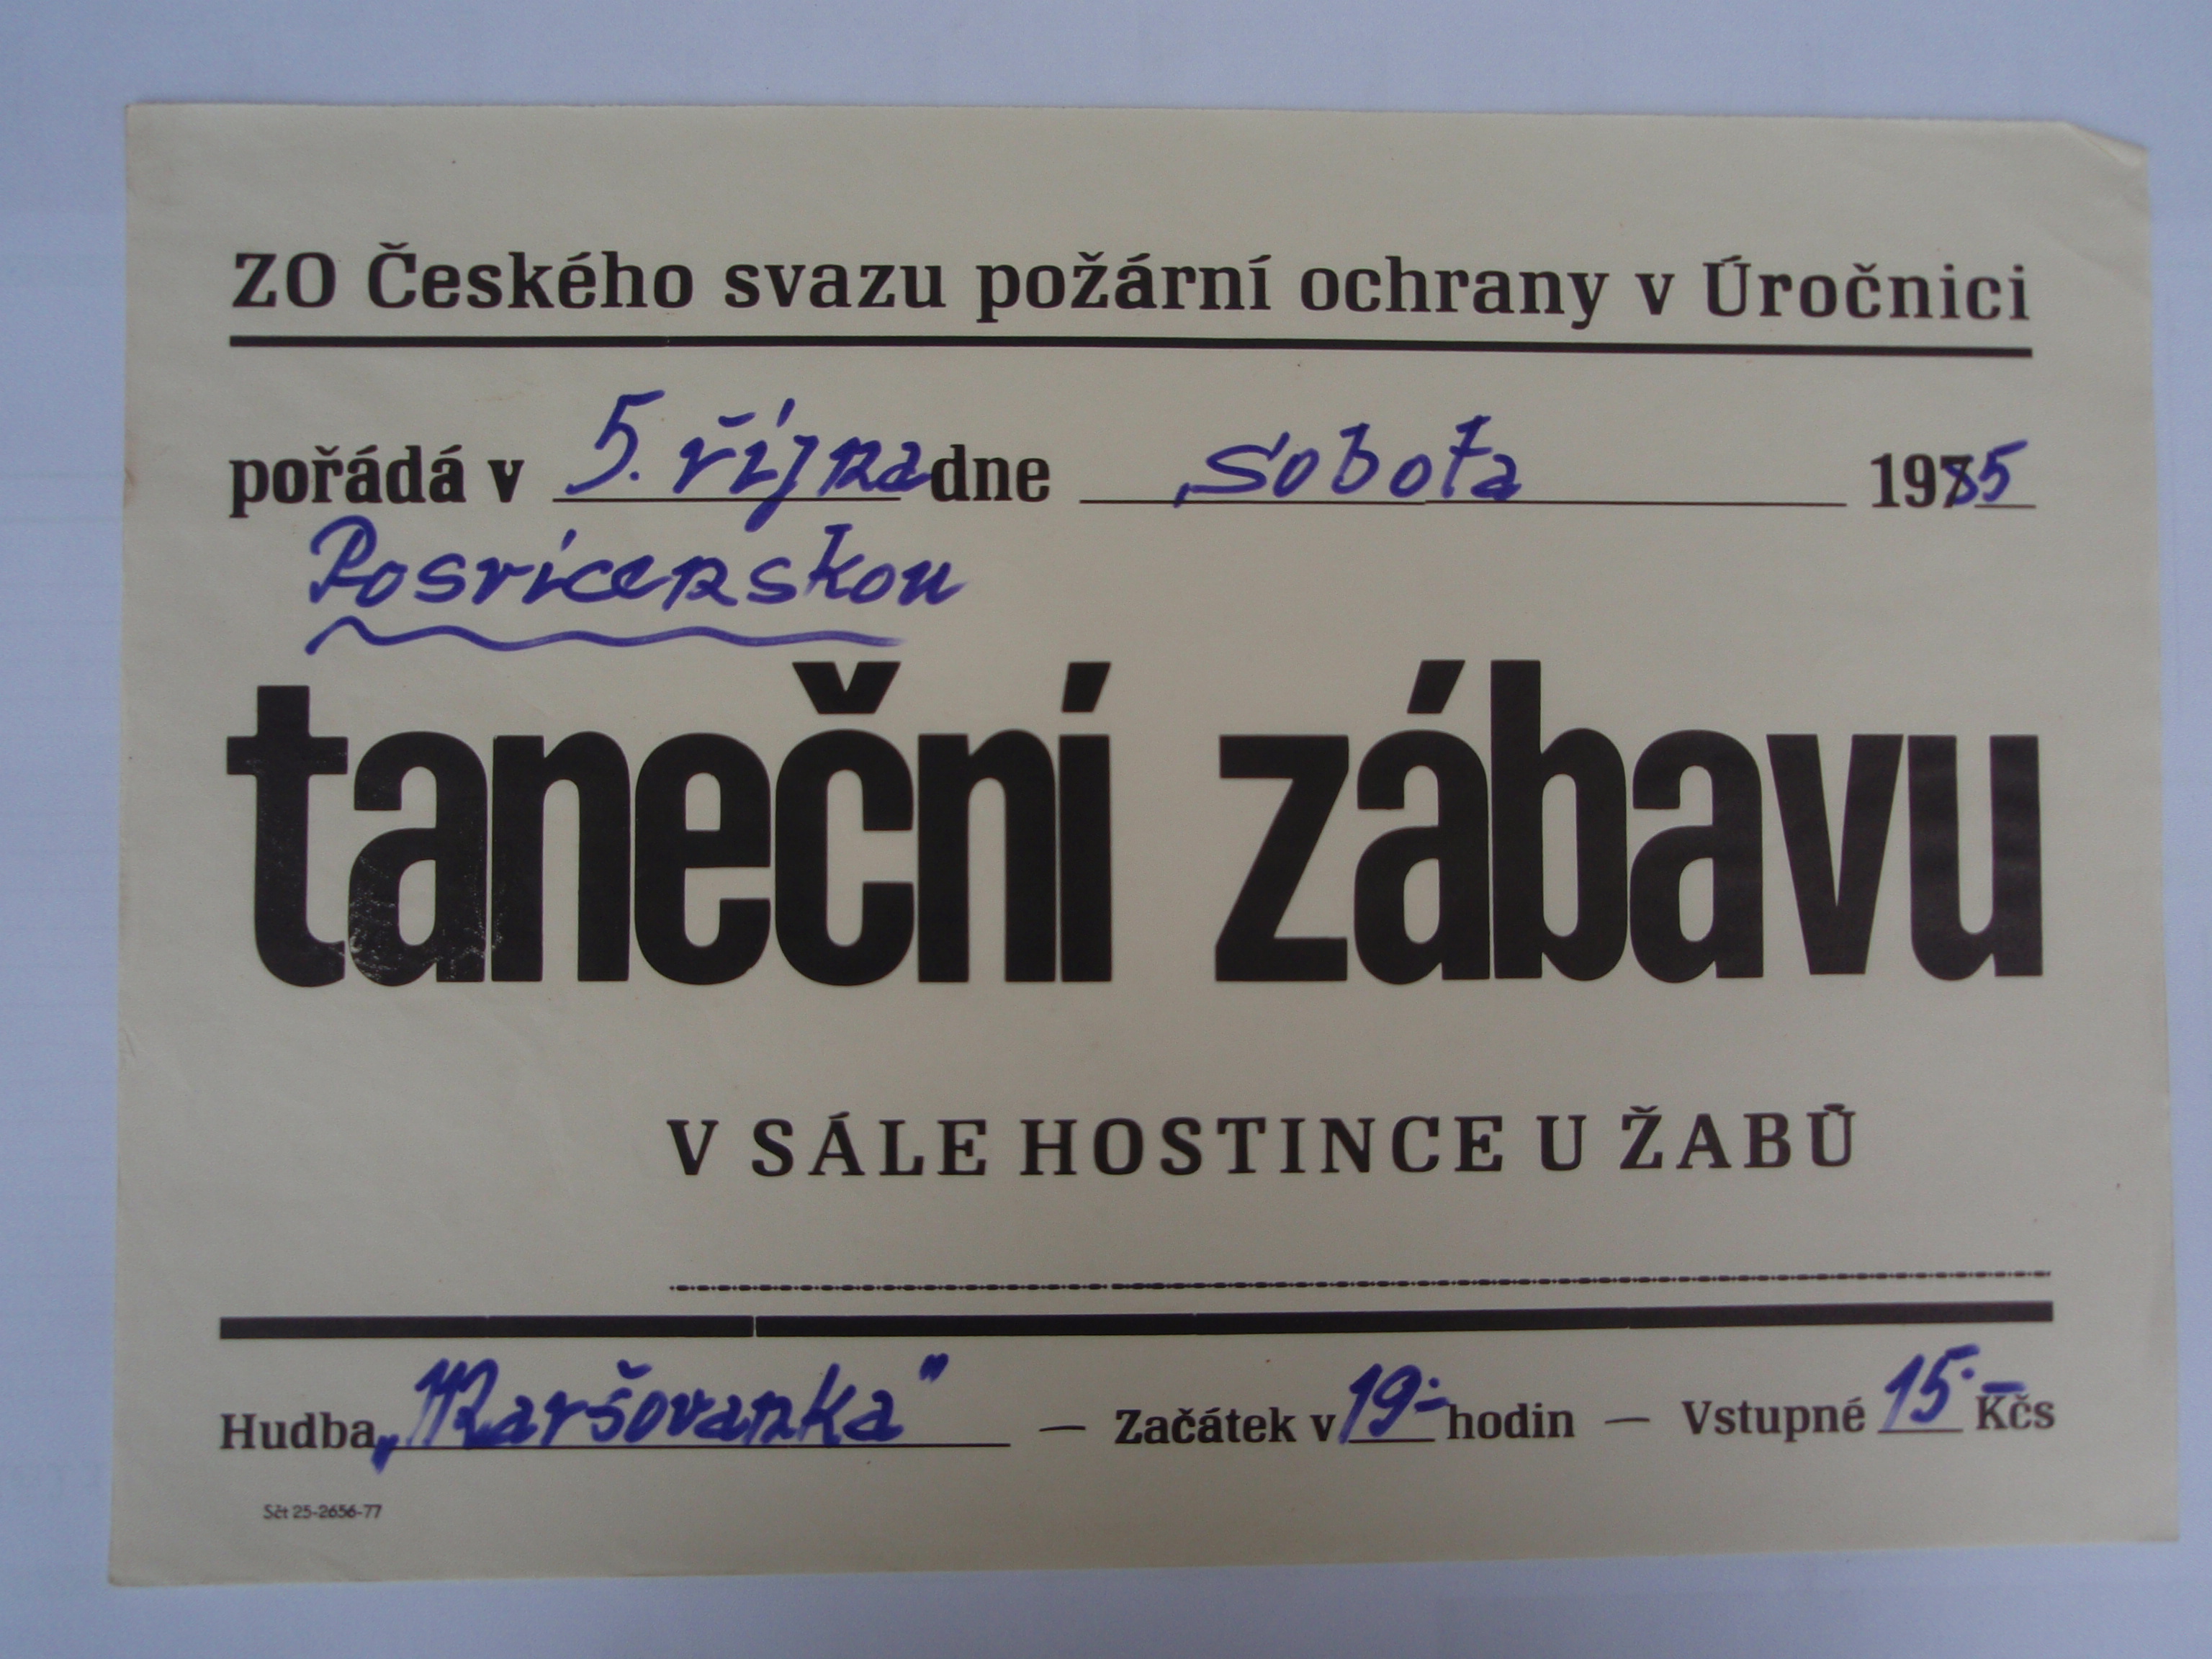 ZO Českého svazu požární ochrany v Úročnici
pořádá v 5. října dne sobota 1985
Posvicenskou
taneční zábavu
V SÁLE HOSTINCE U ŽABŮ
Hudba „Maršovanka" — Začátek v 19.- hodin — Vstupné 15.- Kčs
Sčt 25-2656-77